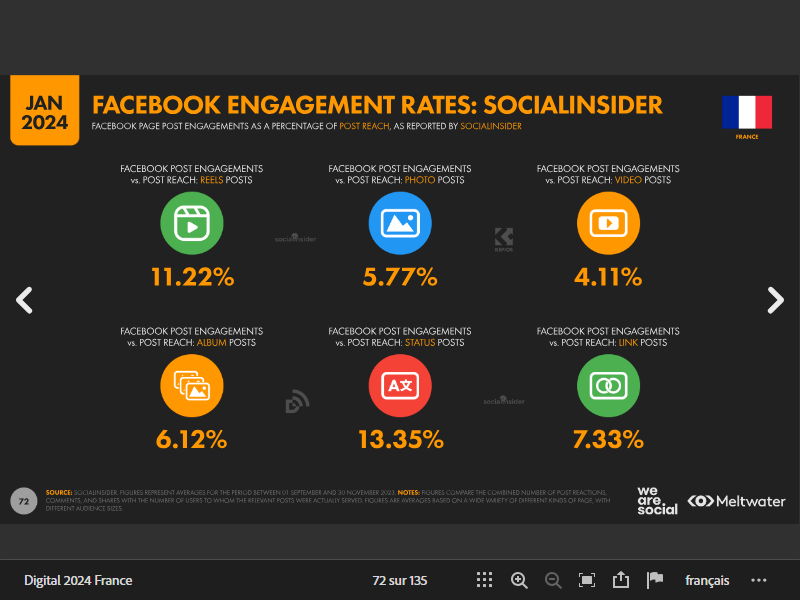 JAN
2024
FACEBOOK ENGAGEMENT RATES: SOCIALINSIDER
FACEBOOK PAGE POST ENGAGEMENTS AS A PERCENTAGE OF POST REACH, AS REPORTED BY SOCIALINSIDER
FRANCE
FACEBOOK POST ENGAGEMENTS
vs. POST REACH: REELS POSTS
11.22%
FACEBOOK POST ENGAGEMENTS
vs. POST REACH: PHOTO POSTS
5.77%
FACEBOOK POST ENGAGEMENTS
vs. POST REACH: VIDEO POSTS
4.11%
socialinsider
KEPIOS
FACEBOOK POST ENGAGEMENTS
vs. POST REACH: ALBUM POSTS
6.12%
FACEBOOK POST ENGAGEMENTS
vs. POST REACH: STATUS POSTS
A文
13.35%
FACEBOOK POST ENGAGEMENTS
vs. POST REACH: LINK POSTS
7.33%
socialinsider
72
SOURCE: SOCIALINSIDER. FIGURES REPRESENT AVERAGES FOR THE PERIOD BETWEEN 01 SEPTEMBER AND 30 NOVEMBER 2023. NOTES: FIGURES COMPARE THE COMBINED NUMBER OF POST REACTIONS,
COMMENTS, AND SHARES WITH THE NUMBER OF USERS TO WHOM THE RELEVANT POSTS WERE ACTUALLY SERVED. FIGURES ARE AVERAGES BASED ON A WIDE VARIETY OF DIFFERENT KINDS OF PAGE, WITH
DIFFERENT AUDIENCE SIZES.
we
are.
social
Meltwater
Digital 2024 France
72 sur 135
français